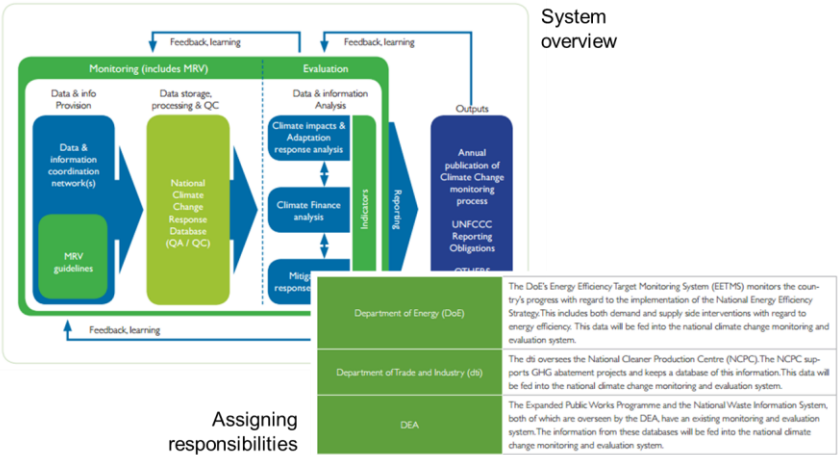 System
overview
Feedback, learning
Feedback, learning
Monitoring (includes MRV)
Evaluation
Data & info
Provision
Data storage,
processing & QC
Data & information
Analysis
Outputs
Data &
information
coordination
network(s)
MRV
guidelines
National
Climate
Change
Response
Database
(QA / QC)
Climate impacts &
Adaptation
response analysis
Climate Finance
analysis
Indicators
Reporting
Annual
publication of
Climate Change
monitoring
process
UNFCCC
Reporting
Obligations
Feedback, learning
Department of Energy (DoE)
The DoE's Energy Efficiency Target Monitoring System (EETMS) monitors the coun-
try's progress with regard to the implementation of the National Energy Efficiency
Strategy. This includes both demand and supply side interventions with regard to
energy efficiency. This data will be fed into the national climate change monitoring and
evaluation system.
Department of Trade and Industry (dti)
The dti oversees the National Cleaner Production Centre (NCPC). The NCPC sup-
ports GHG abatement projects and keeps a database of this information. This data will
be fed into the national climate change monitoring and evaluation system.
DEA
The Expanded Public Works Programme and the National Waste Information System,
both of which are overseen by the DEA, have an existing monitoring and evaluation
system. The information from these databases will be fed into the national climate
change monitoring and evaluation system.
Assigning
responsibilities